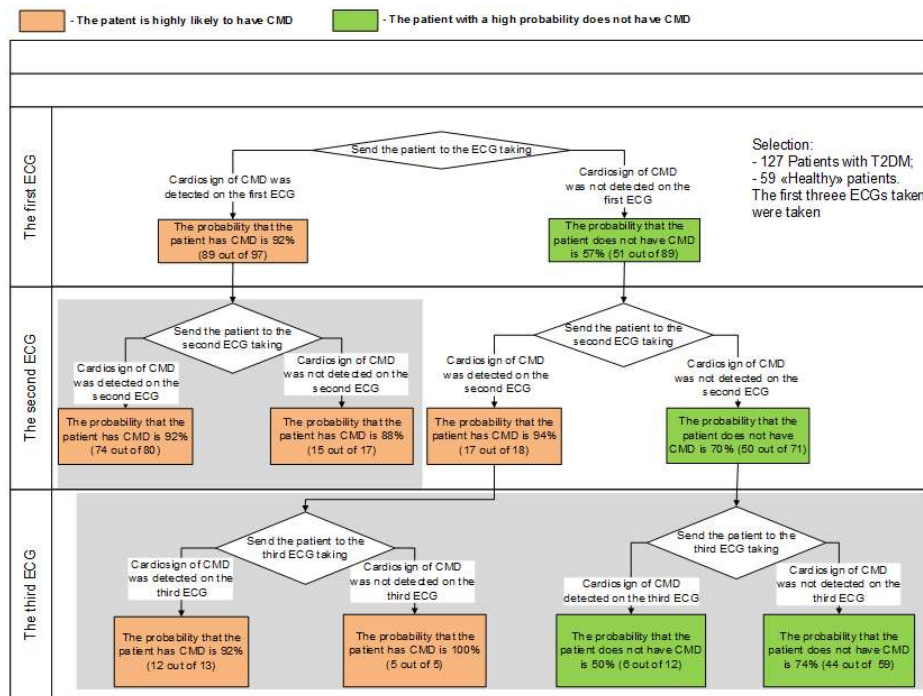 - The patent is highly likely to have CMD
- The patient with a high probability does not have CMD
The first ECG
Send the patient to the ECG taking
Selection:
- 127 Patients with T2DM;
- 59 «Healthy» patients.
The first threee ECGs taken
were taken
Cardiosign of CMD was
detected on the first ECG
Cardiosign of CMD
was not detected on the
first ECG
The probability that the
patient has CMD is 92%
(89 out of 97)
The probability that the
patient does not have CMD
is 57% (51 out of 89)
The second ECG
Send the patient to the
second ECG taking
Send the patient to the
second ECG taking
Cardiosign of CMD
was detected on the
second ECG
Cardiosign of CMD
was not detected on the
second ECG
Cardiosign of CMD
was detected on the
second ECG
Cardiosign of CMD
was not detected on the
second ECG
The probability that the
patient has CMD is 92%
(74 out of 80)
The probability that the
patient has CMD is 88%
(15 out of 17)
The probability that the
patient has CMD is 94%
(17 out of 18)
The probability that the
patient does not have
CMD is 70% (50 out of 71)
The third ECG
Send the patient to the
third ECG taking
Send the patient to the
third ECG taking
Cardiosign of CMD
was detected on the
third ECG
Cardiosign of CMD
was not detected on the
third ECG
Cardiosign of CMD
detected on the third ECG
Cardiosign of CMD
was not detected on the
third ECG
The probability that the
patient has CMD is 92%
(12 out of 13)
The probability that the
patient has CMD is 100%
(5 out of 5)
The probability that the
patient does not have CMD
is 50% (6 out of 12)
The probability that the
patient does not have CMD
is 74% (44 out of 59)